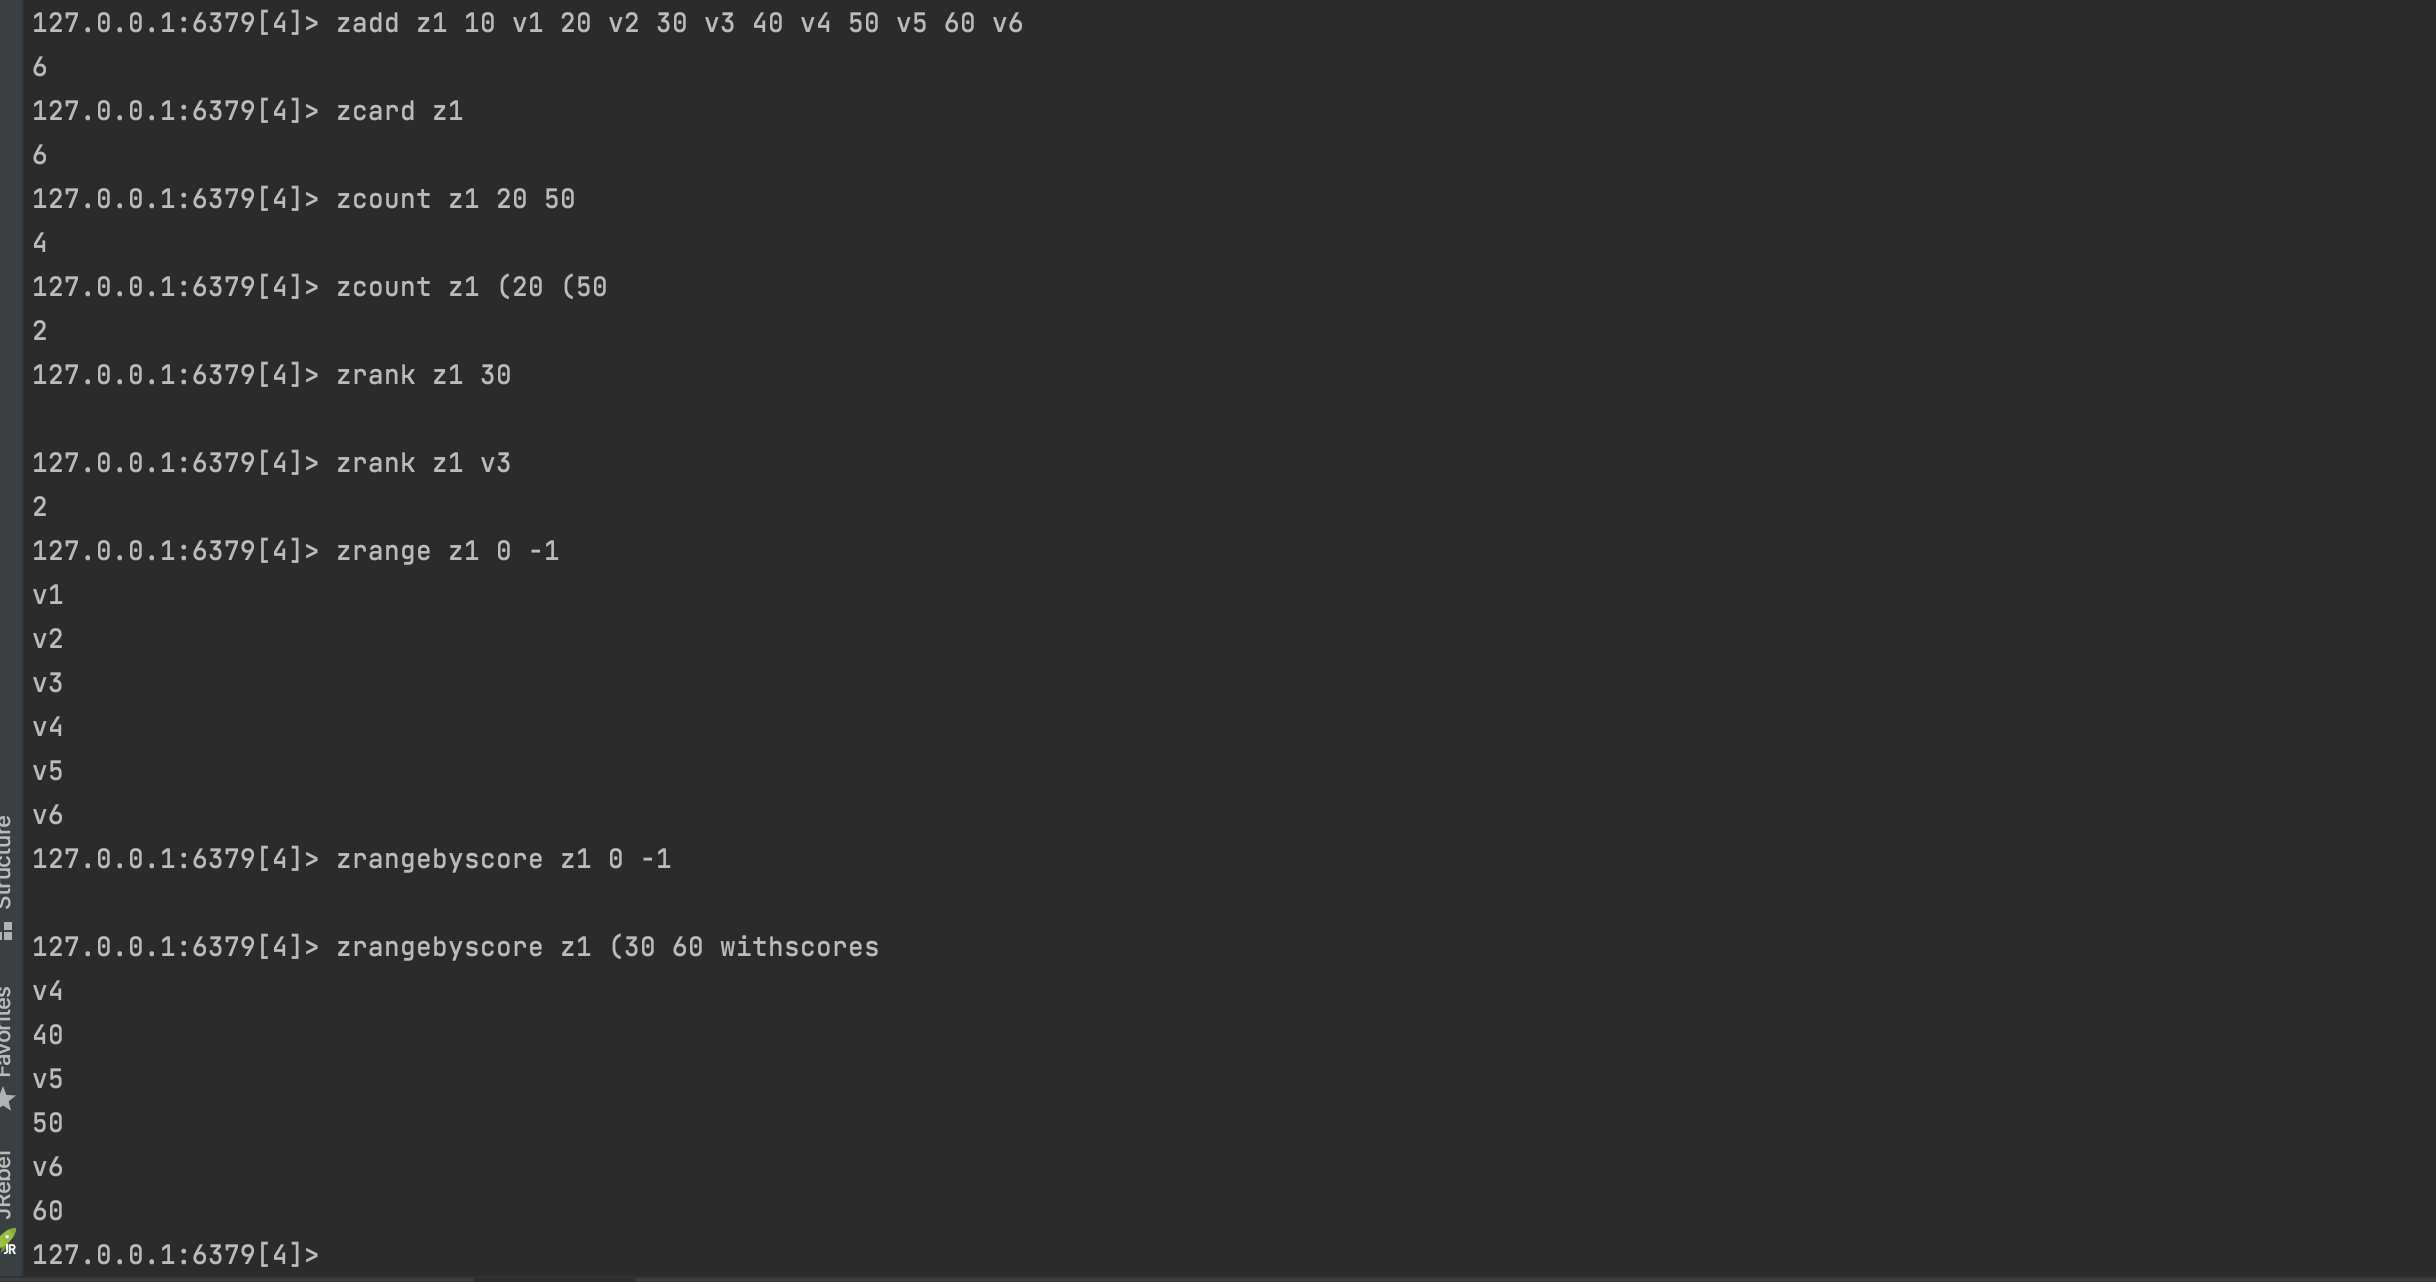 127.0.0.1:6379[4]> zadd z1 10 v1 20 v2 30 v3 40 v4 50 v5 60 v6
6
127.0.0.1:6379[4]> zcard z1
6
127.0.0.1:6379[4]> zcount z1 20 50
4
127.0.0.1:6379[4]> zcount z1 (20 (50
2
127.0.0.1:6379[4]> zrank z1 30
127.0.0.1:6379[4]> zrank z1 v3
2
127.0.0.1:6379[4]> zrange z1 0 -1
v1
v2
v3
v4
v5
v6
127.0.0.1:6379[4]> zrangebyscore z1 0 -1
127.0.0.1:6379[4]> zrangebyscore z1 (30 60 withscores
v4
40
v5
50
v6
60
127.0.0.1:6379[4]>
Structure
Favorites
JRebel
JR